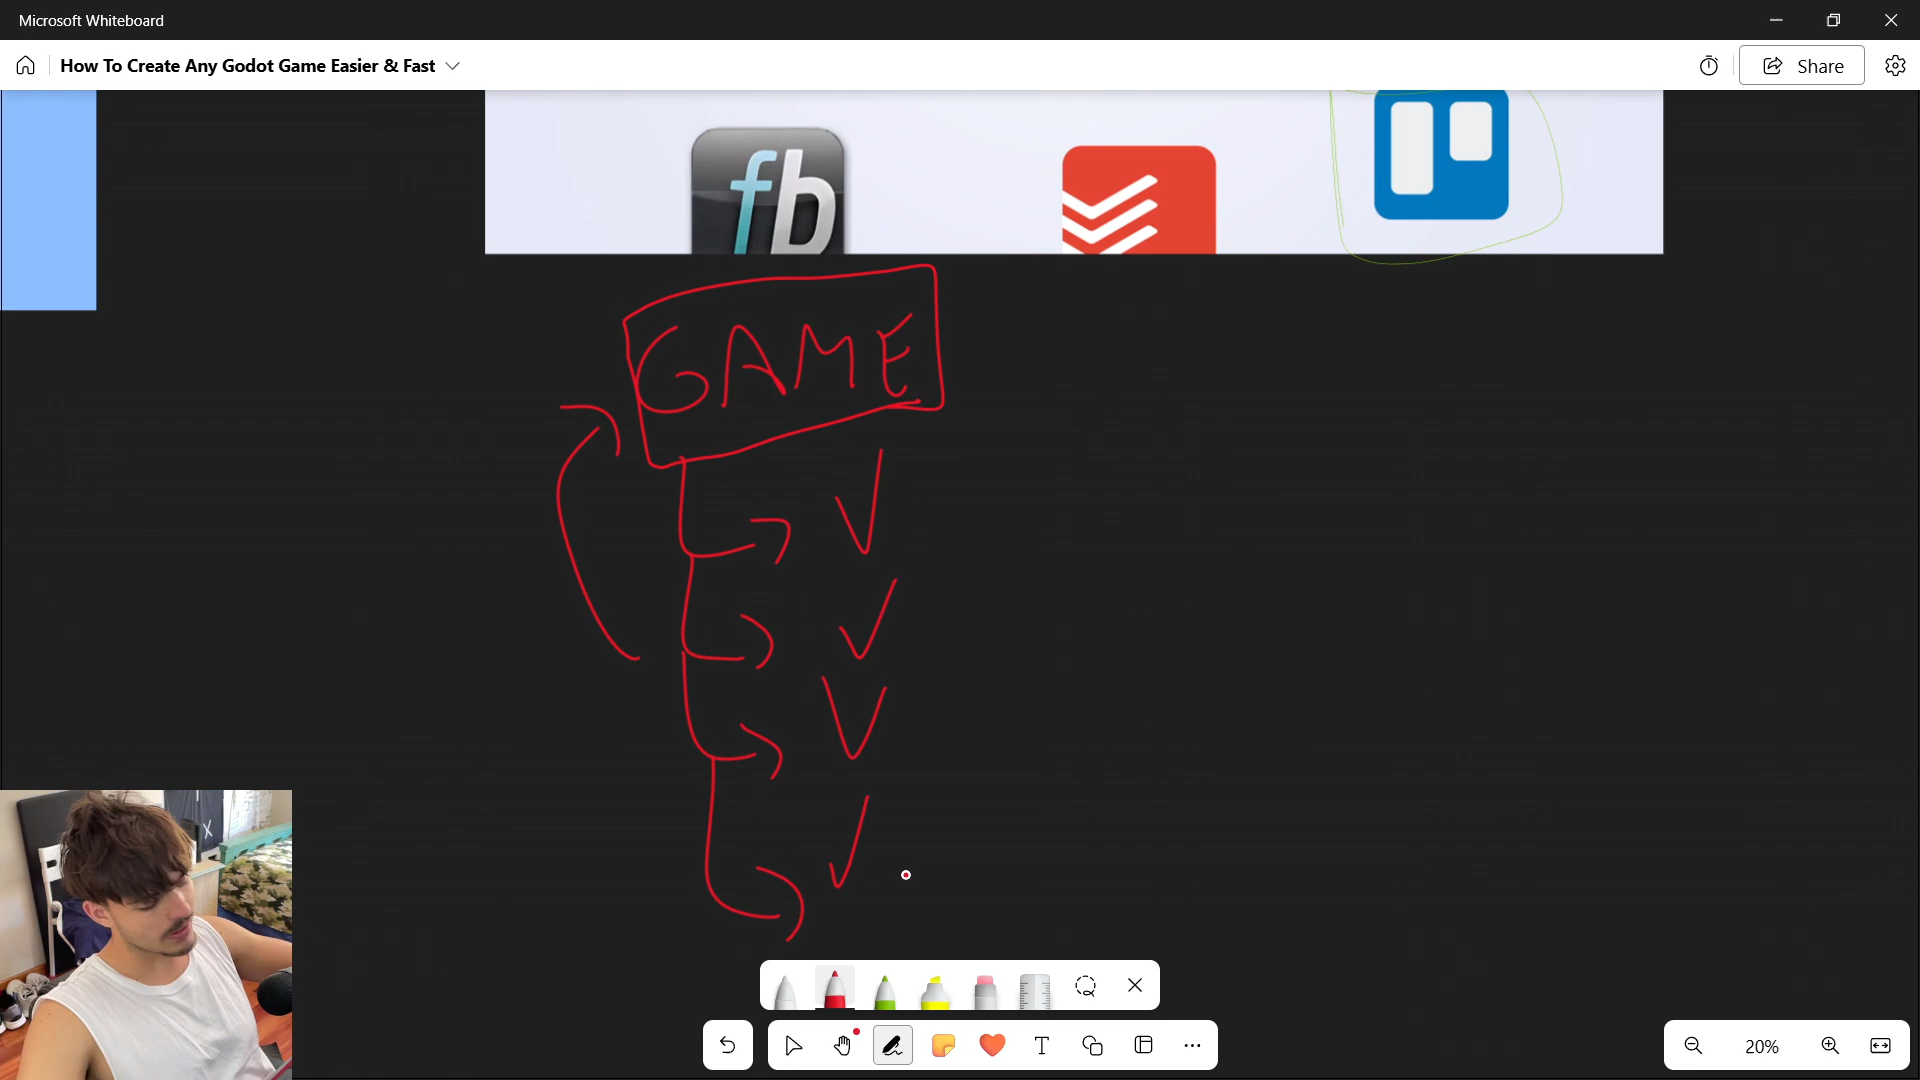 Microsoft Whiteboard
How To Create Any Godot Game Easier & Fast
Share
fb
GAME
X
T
20%